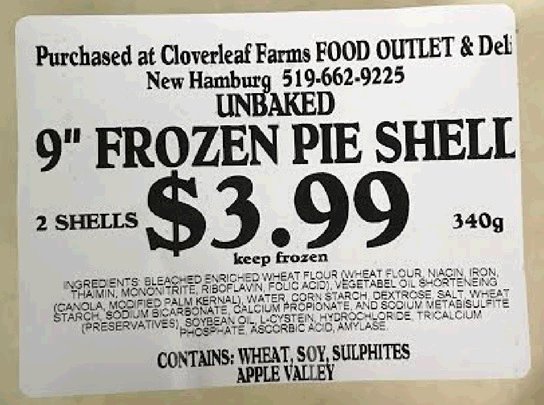 Purchased at Cloverleaf Farms FOOD OUTLET & Deli
New Hamburg 519-662-9225
UNBAKED
9" FROZEN PIE SHELL
2 SHELLS $3.99 340g
keep frozen
INGREDIENTS: BLEACHED ENRICHED WHEAT FLOUR (WHEAT FLOUR, NIACIN, IRON,
THAIMIN, MONONITRITE, RIBOFLAVIN, FOLIC ACID), VEGETABEL OIL SHORTENEING
(CANOLA, MODIFIED PALM KERNAL), WATER, CORN STARCH, DEXTROSE, SALT, WHEAT
STARCH, SODIUM BICARBONATE, CALCIUM PROPIONATE, AND SODIUM METABISULFITE
(PRESERVATIVES), SOYBEAN OIL, L-CYSTEN, HYDROCHLORIDE, TRICALCIUM
PHOSPHATE, ASCORBIC ACID, AMYLASE.
CONTAINS: WHEAT, SOY, SULPHITES
APPLE VALLEY